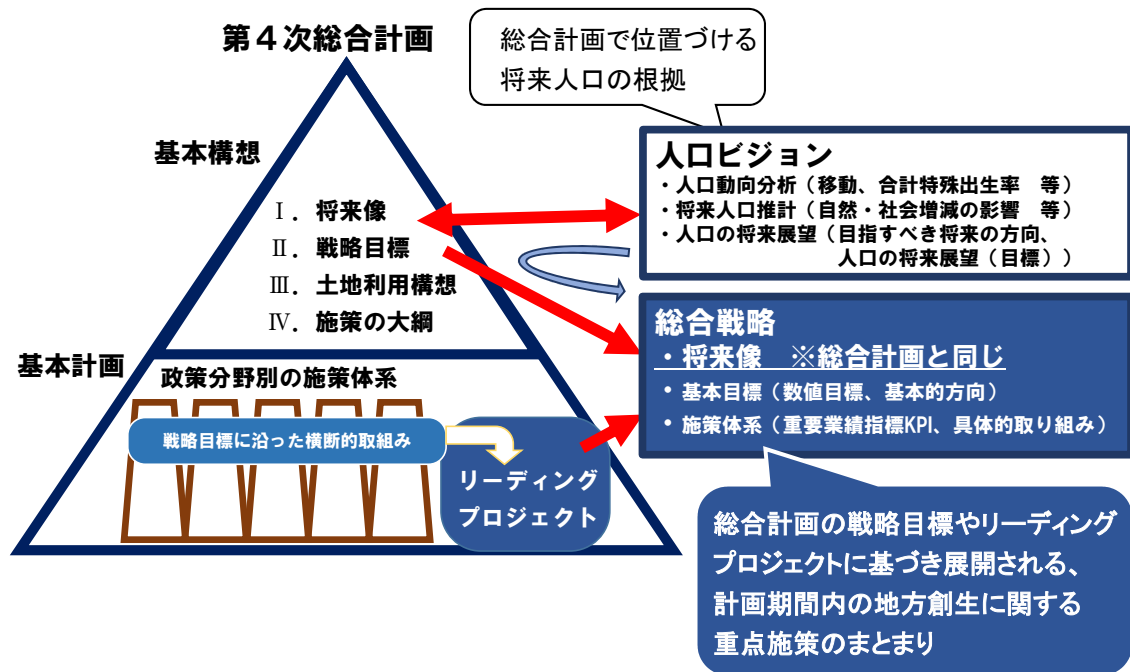 第４次総合計画
総合計画で位置づける
将来人口の根拠
基本構想
Ⅰ．将来像
Ⅱ．戦略目標
Ⅲ．土地利用構想
Ⅳ．施策の大綱
人口ビジョン
・人口動向分析（移動、合計特殊出生率　等）
・将来人口推計（自然・社会増減の影響　等）
・人口の将来展望（目指すべき将来の方向、
人口の将来展望（目標））
総合戦略
・将来像　※総合計画と同じ
・基本目標（数値目標、基本的方向）
・施策体系（重要業績指標KPI、具体的取り組み）
基本計画
政策分野別の施策体系
戦略目標に沿った横断的取組み
リーディング
プロジェクト
総合計画の戦略目標やリーディング
プロジェクトに基づき展開される、
計画期間内の地方創生に関する
重点施策のまとまり